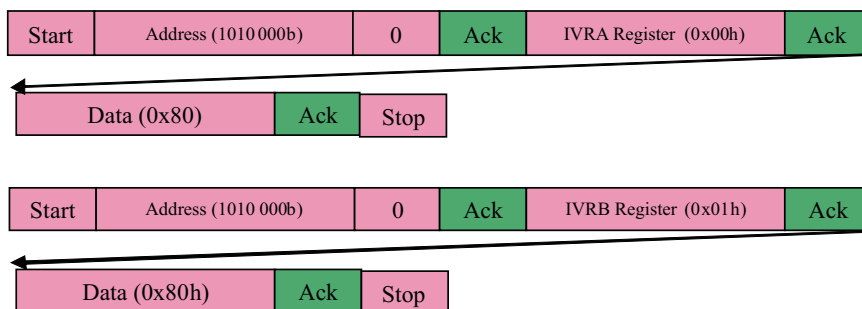 Start Address (1010 000b) 0 Ack IVRA Register (0x00h) Ack
Data (0x80) Ack Stop
Start Address (1010 000b) 0 Ack IVRB Register (0x01h) Ack
Data (0x80h) Ack Stop